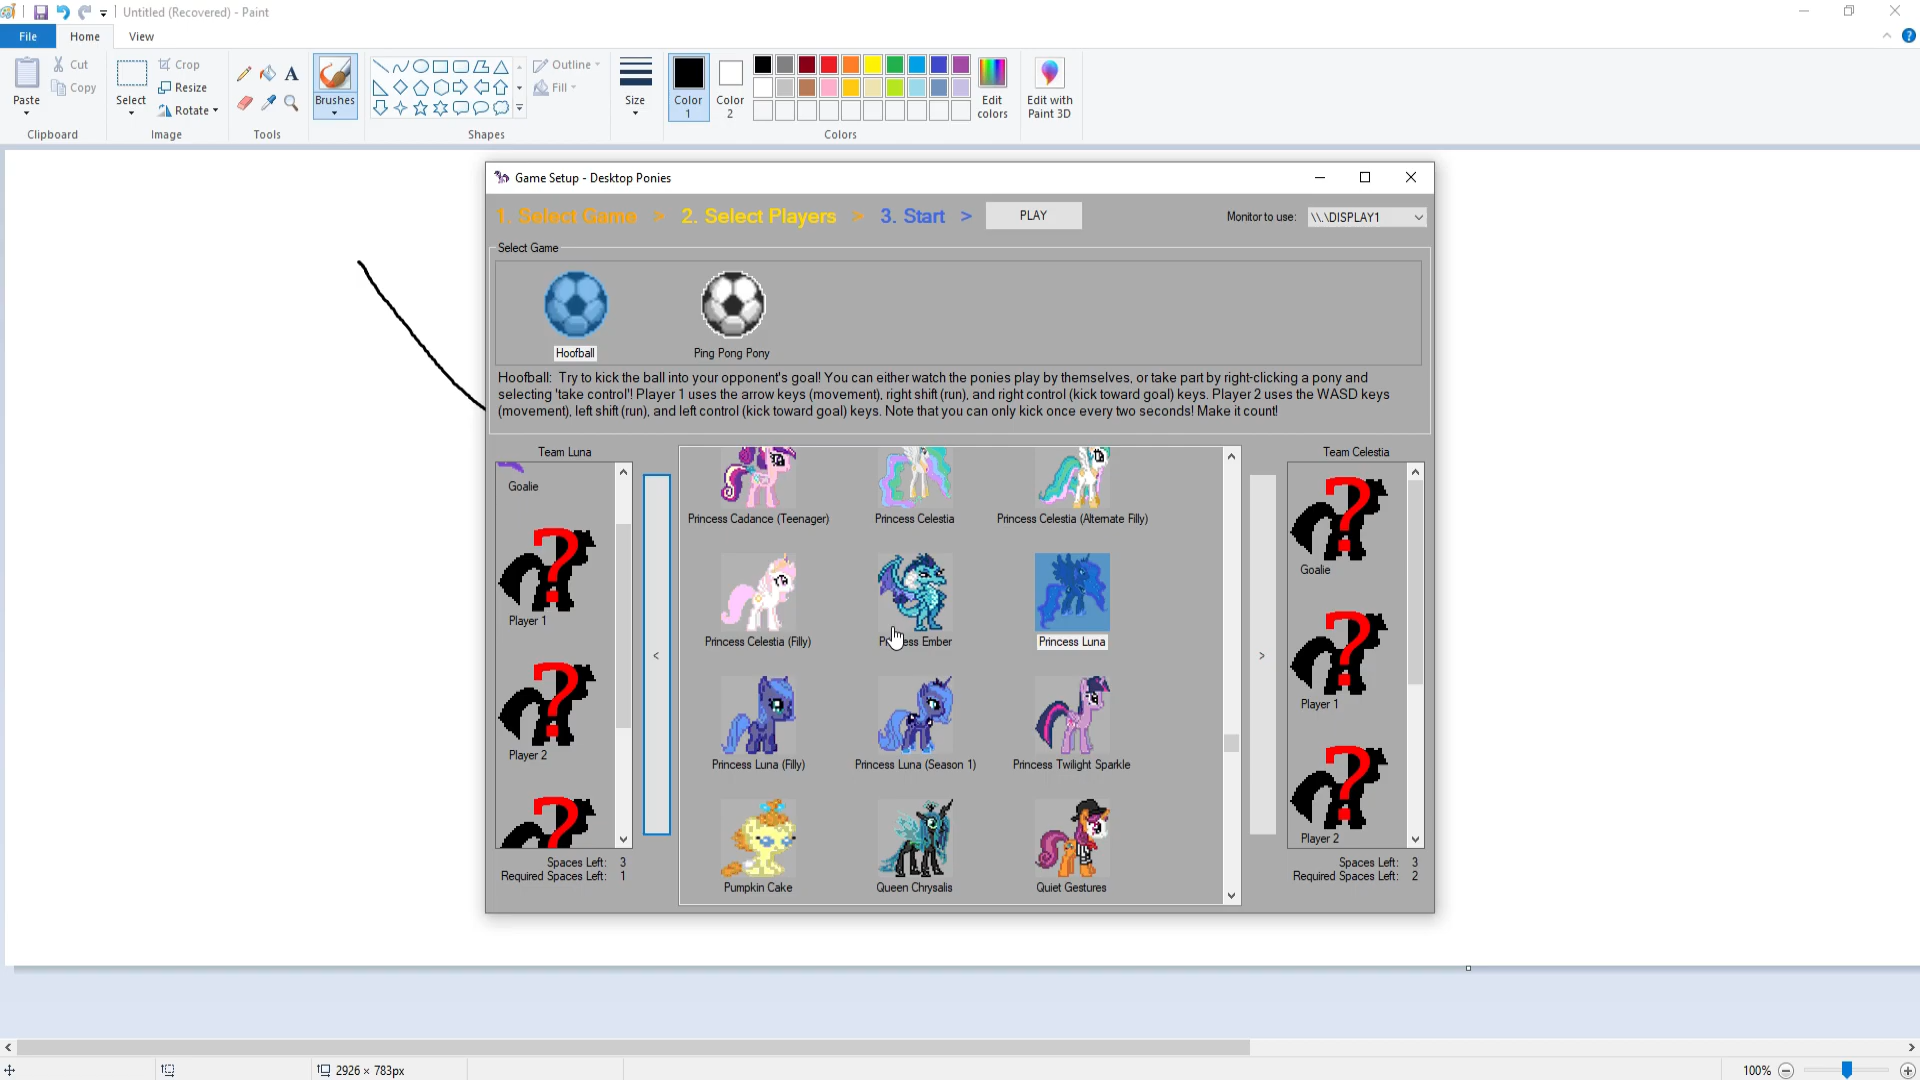 Untitled (Recovered) - Paint
File Home View
Paste
Cut
Copy
Clipboard
Select
Crop
Resize
Rotate
Image
A
Tools
Brushes
Outline
Fill
Shapes
Size
Color 1
Color 2
Edit colors
Colors
Edit with Paint 3D
?
Game Setup - Desktop Ponies
1. Select Game > 2. Select Players > 3. Start > PLAY Monitor to use: \\.\DISPLAY1
Select Game
Hoofball Ping Pong Pony
Hoofball: Try to kick the ball into your opponent's goal! You can either watch the ponies play by themselves, or take part by right-clicking a pony and
selecting 'take control'! Player 1 uses the arrow keys (movement), right shift (run), and right control (kick toward goal) keys. Player 2 uses the WASD keys
(movement), left shift (run), and left control (kick toward goal) keys. Note that you can only kick once every two seconds! Make it count!
Team Luna
Goalie
?
Player 1
?
Player 2
?
Spaces Left: 3
Required Spaces Left: 1
<
Princess Cadance (Teenager) Princess Celestia Princess Celestia (Alternate Filly)
Princess Celestia (Filly) Ember Princess Luna
Princess Luna (Filly) Princess Luna (Season 1) Princess Twilight Sparkle
Pumpkin Cake Queen Chrysalis Quiet Gestures
>
Team Celestia
?
Goalie
?
Player 1
?
Player 2
Spaces Left: 3
Required Spaces Left: 2
2926 × 783px
100%